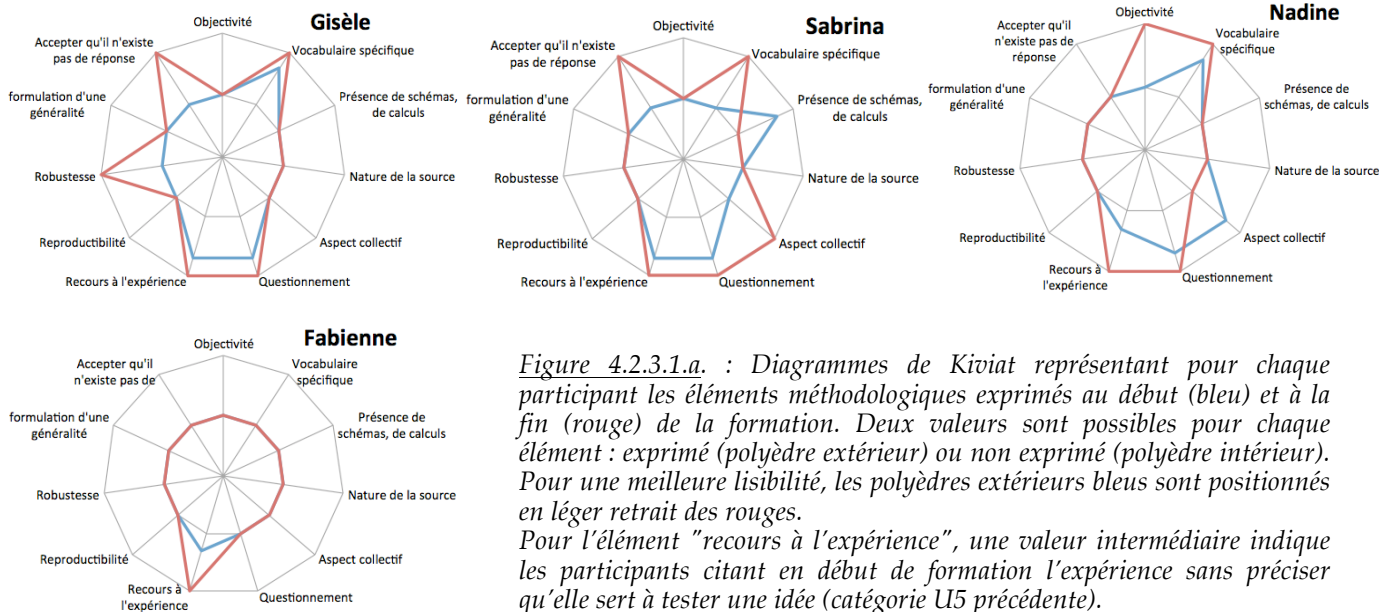 Gisèle
Objectivité
Vocabulaire spécifique
Présence de schémas,
de calculs
Nature de la source
Aspect collectif
Questionnement
Recours à l'expérience
Reproductibilité
Robustesse
formulation d'une
généralité
Accepter qu'il n'existe
pas de réponse
Sabrina
Objectivité
Vocabulaire spécifique
Présence de schémas,
de calculs
Nature de la source
Aspect collectif
Questionnement
Recours à l'expérience
Reproductibilité
Robustesse
formulation d'une
généralité
Accepter qu'il n'existe
pas de réponse
Nadine
Objectivité
Vocabulaire
spécifique
Présence de
schémas, de calculs
Nature de la source
Aspect collectif
Questionnement
Recours à
l'expérience
Reproductibilité
Robustesse
formulation d'une
généralité
Accepter qu'il
n'existe pas de
réponse
Fabienne
Objectivité
Vocabulaire
spécifique
Présence de
schémas, de calculs
Nature de la source
Aspect collectif
Questionnement
Recours à
l'expérience
Reproductibilité
Robustesse
formulation d'une
généralité
Accepter qu'il
n'existe pas de
Figure 4.2.3.1.a. : Diagrammes de Kiviat représentant pour chaque
participant les éléments méthodologiques exprimés au début (bleu) et à la
fin (rouge) de la formation. Deux valeurs sont possibles pour chaque
élément : exprimé (polyèdre extérieur) ou non exprimé (polyèdre intérieur).
Pour une meilleure lisibilité, les polyèdres extérieurs bleus sont positionnés
en léger retrait des rouges.
Pour l'élément "recours à l'expérience", une valeur intermédiaire indique
les participants citant en début de formation l'expérience sans préciser
qu'elle sert à tester une idée (catégorie U5 précédente).